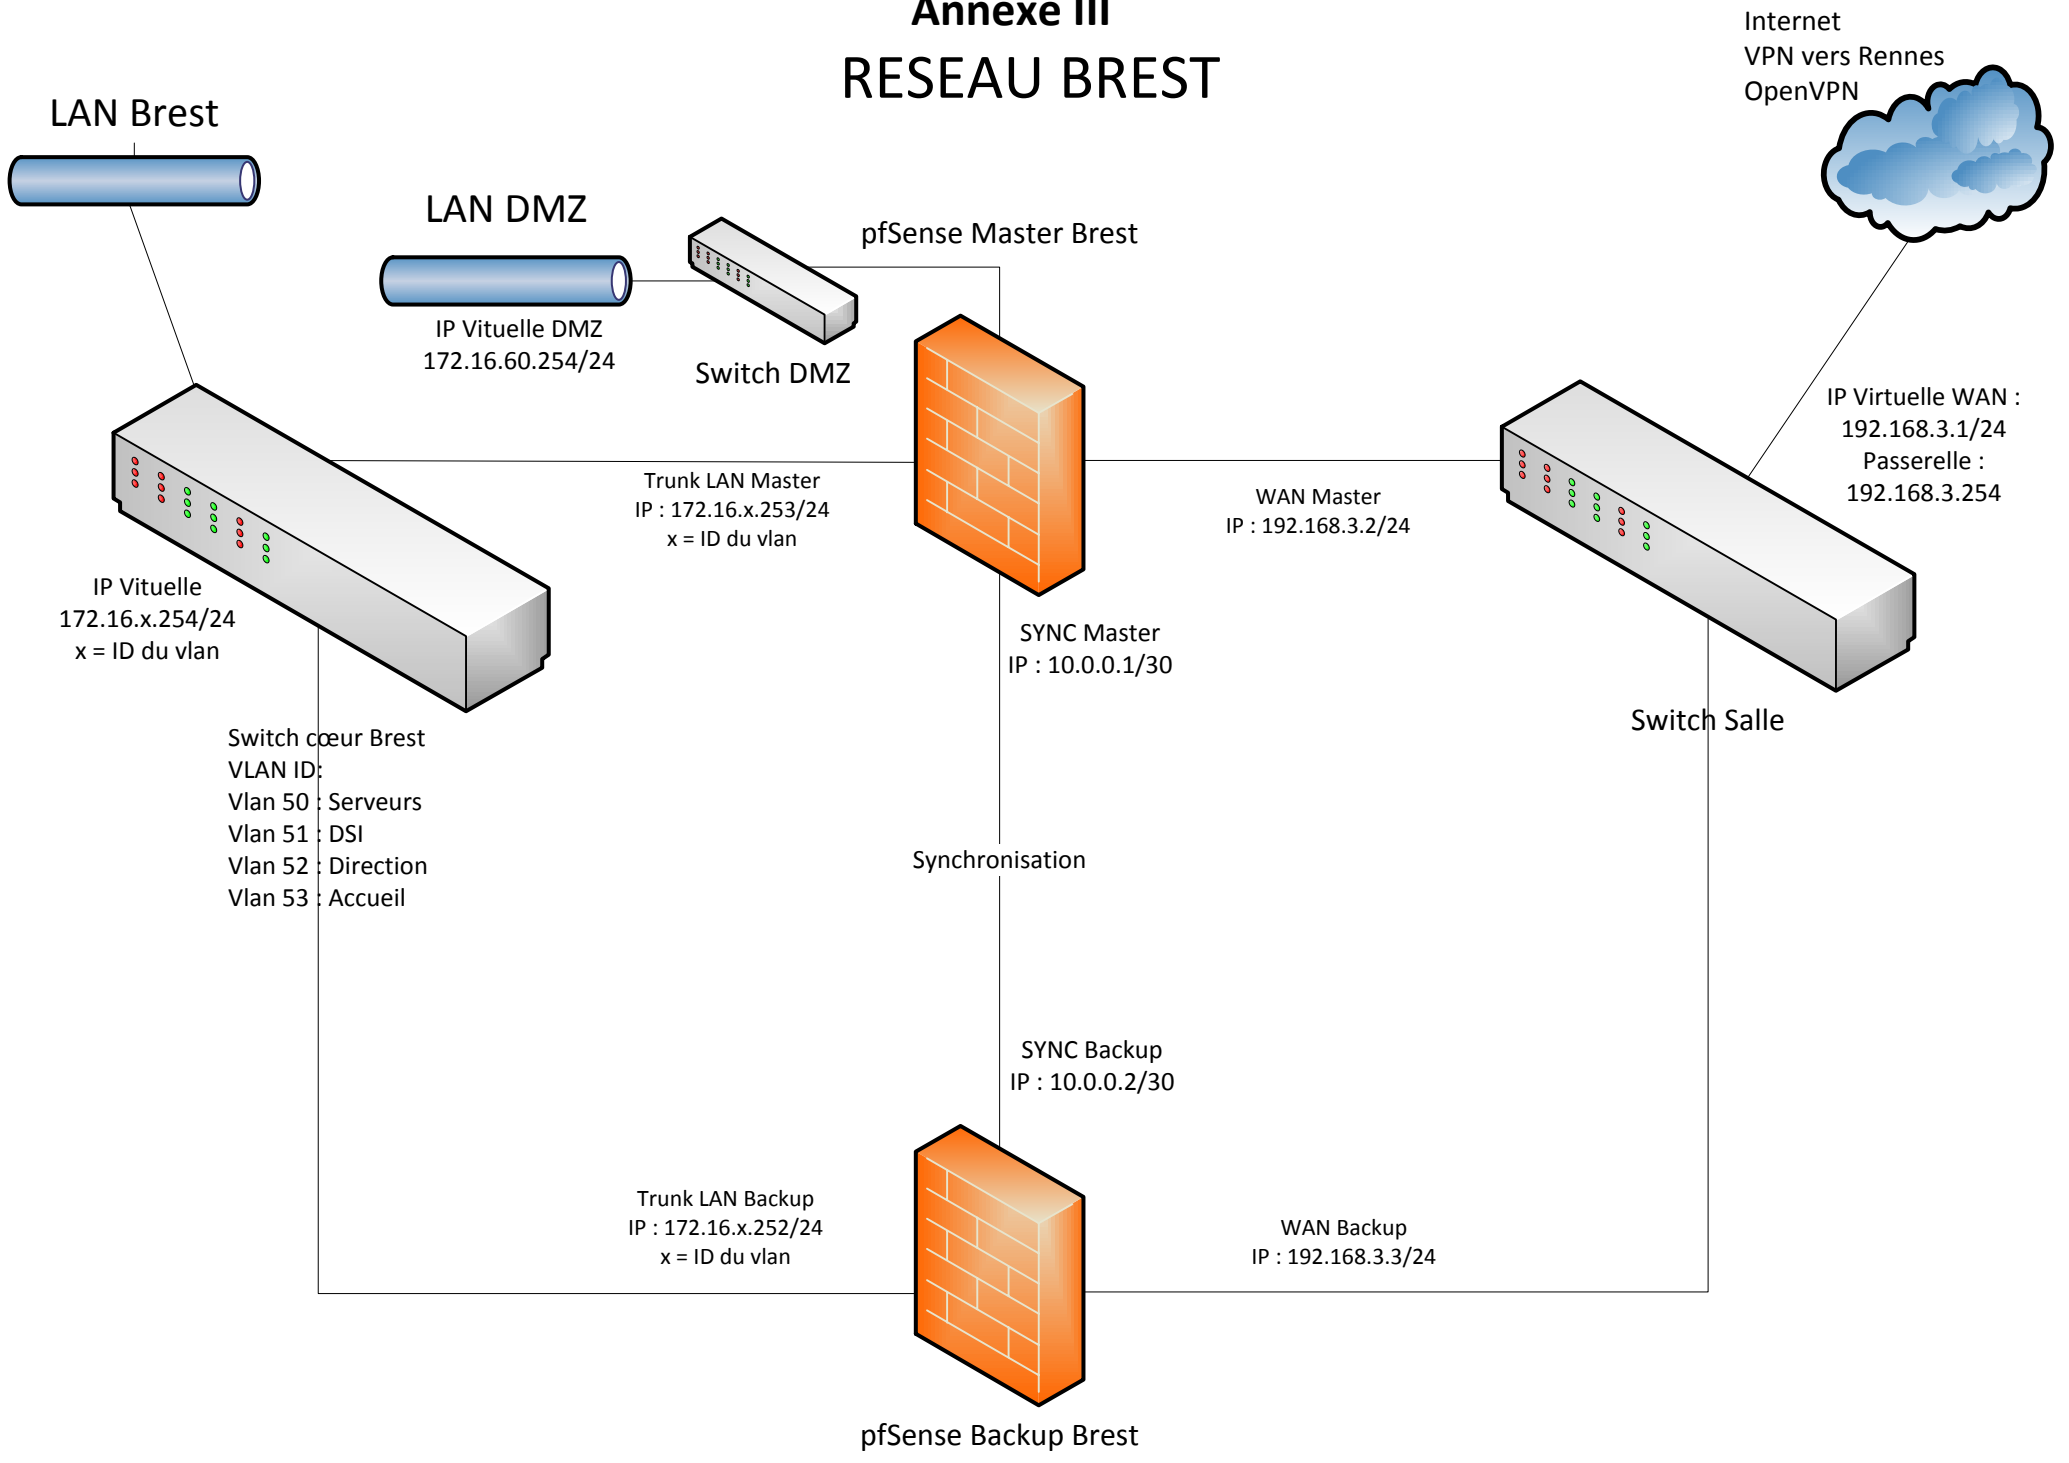 Annexe III
RESEAU BREST
Internet
VPN vers Rennes
OpenVPN
LAN Brest
LAN DMZ
IP Vituelle DMZ
172.16.60.254/24
Switch DMZ
pfSense Master Brest
IP Virtuelle WAN :
192.168.3.1/24
Passerelle :
192.168.3.254
Trunk LAN Master
IP : 172.16.x.253/24
x = ID du vlan
WAN Master
IP : 192.168.3.2/24
IP Vituelle
172.16.x.254/24
x = ID du vlan
SYNC Master
IP : 10.0.0.1/30
Switch Salle
Switch cœur Brest
VLAN ID:
Vlan 50 : Serveurs
Vlan 51 : DSI
Vlan 52 : Direction
Vlan 53 : Accueil
Synchronisation
SYNC Backup
IP : 10.0.0.2/30
Trunk LAN Backup
IP : 172.16.x.252/24
x = ID du vlan
WAN Backup
IP : 192.168.3.3/24
pfSense Backup Brest